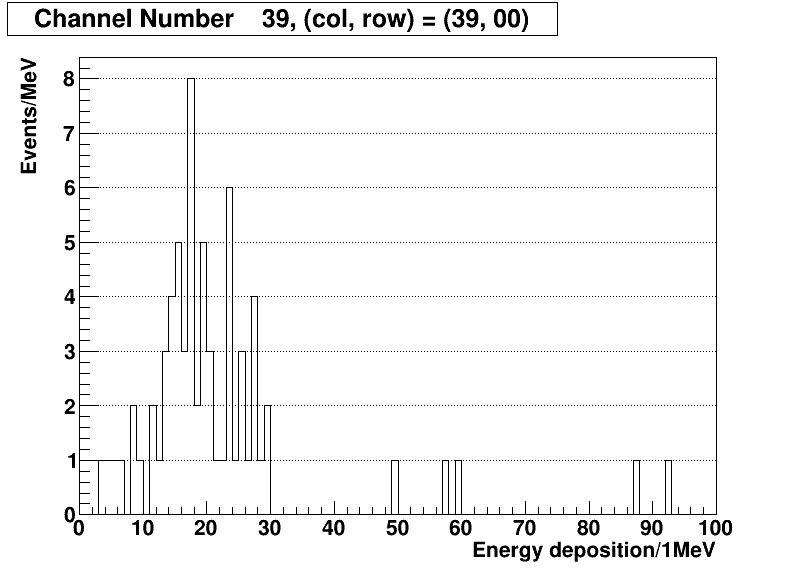 Channel Number 39, (col, row) = (39, 00)
Events/MeV
8
7
6
5
4
3
2
1
0
0 10 20 30 40 50 60 70 80 90 100
Energy deposition/1MeV